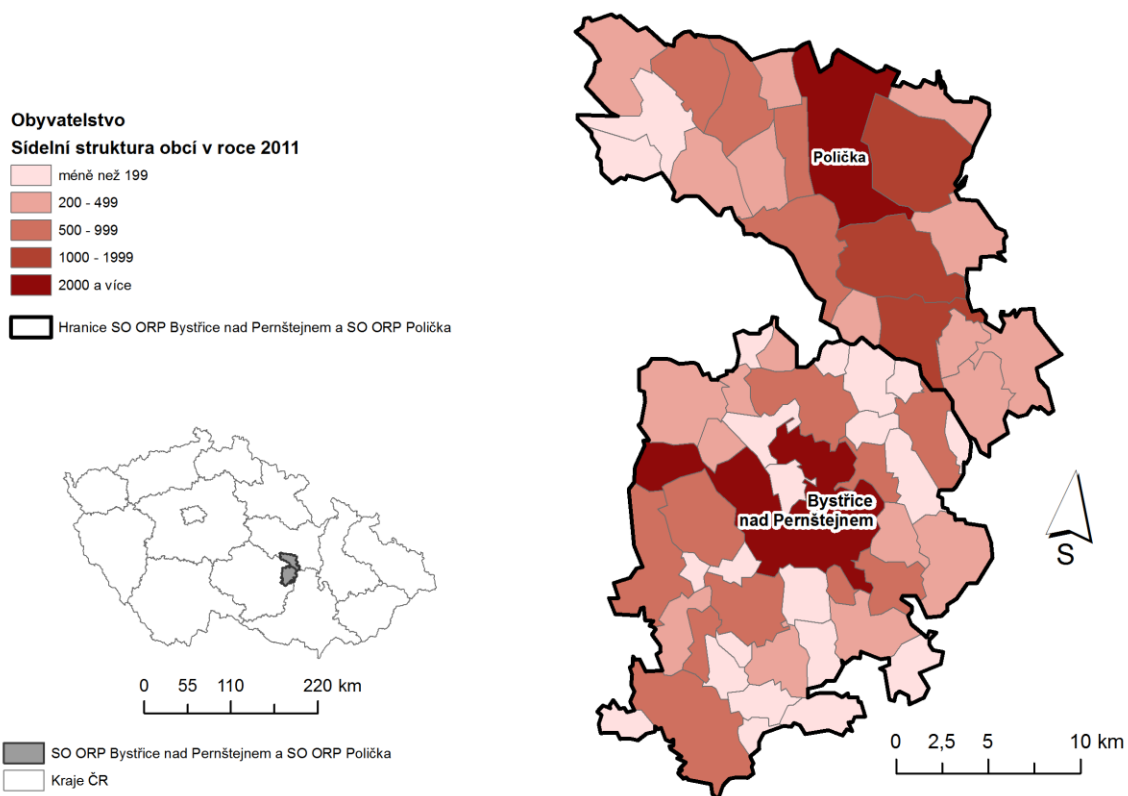 Obyvatelstvo
Sídelní struktura obcí v roce 2011
méně než 199
200 - 499
500 - 999
1000 - 1999
2000 a více
Hranice SO ORP Bystřice nad Pernštejnem a SO ORP Polička
0 55 110 220 km
SO ORP Bystřice nad Pernštejnem a SO ORP Polička
Kraje ČR
Polička
Bystřice
nad Pernštejnem
S
0 2,5 5 10 km